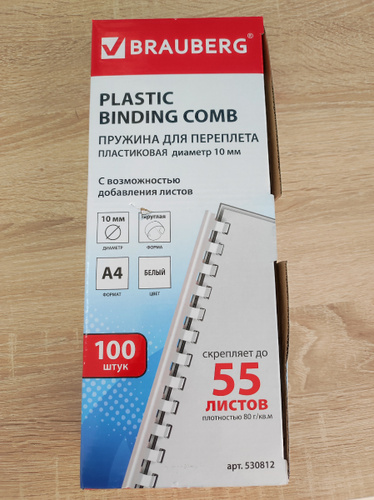 BRAUBERG®
PLASTIC
BINDING COMB
ПРУЖИНА ДЛЯ ПЕРЕПЛЕТА
ПЛАСТИКОВАЯ диаметр 10 мм
С возможностью
добавления листов
10 мм
ДИАМЕТР
круглая
ФОРМА
А4
ФОРМАТ
БЕЛЫЙ
ЦВЕТ
100
штук
скрепляет до
55
ЛИСТОВ
плотностью 80 г/кв.м
арт. 530812